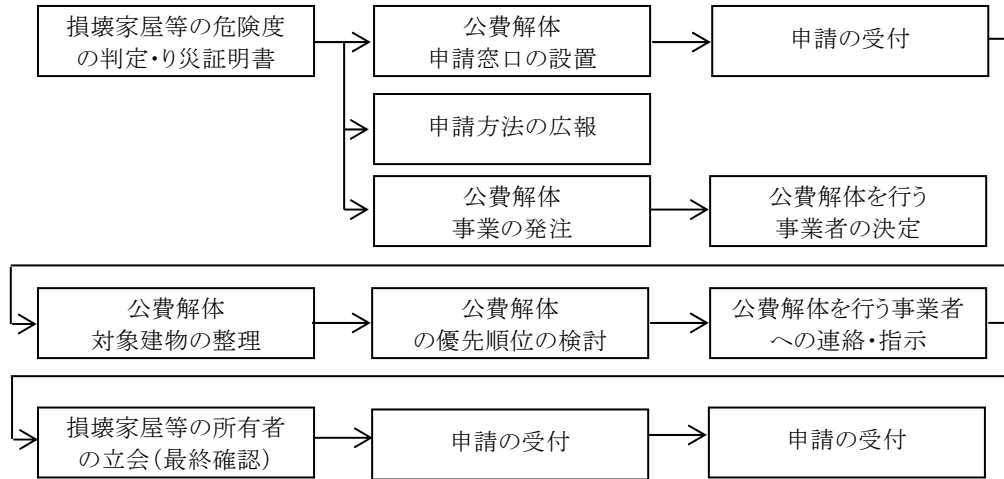 損壊家屋等の危険度
の判定・り災証明書
公費解体
申請窓口の設置
申請の受付
申請方法の広報
公費解体
事業の発注
公費解体を行う
事業者の決定
公費解体
対象建物の整理
公費解体
の優先順位の検討
公費解体を行う事業者
への連絡・指示
損壊家屋等の所有者
の立会（最終確認）
申請の受付
申請の受付